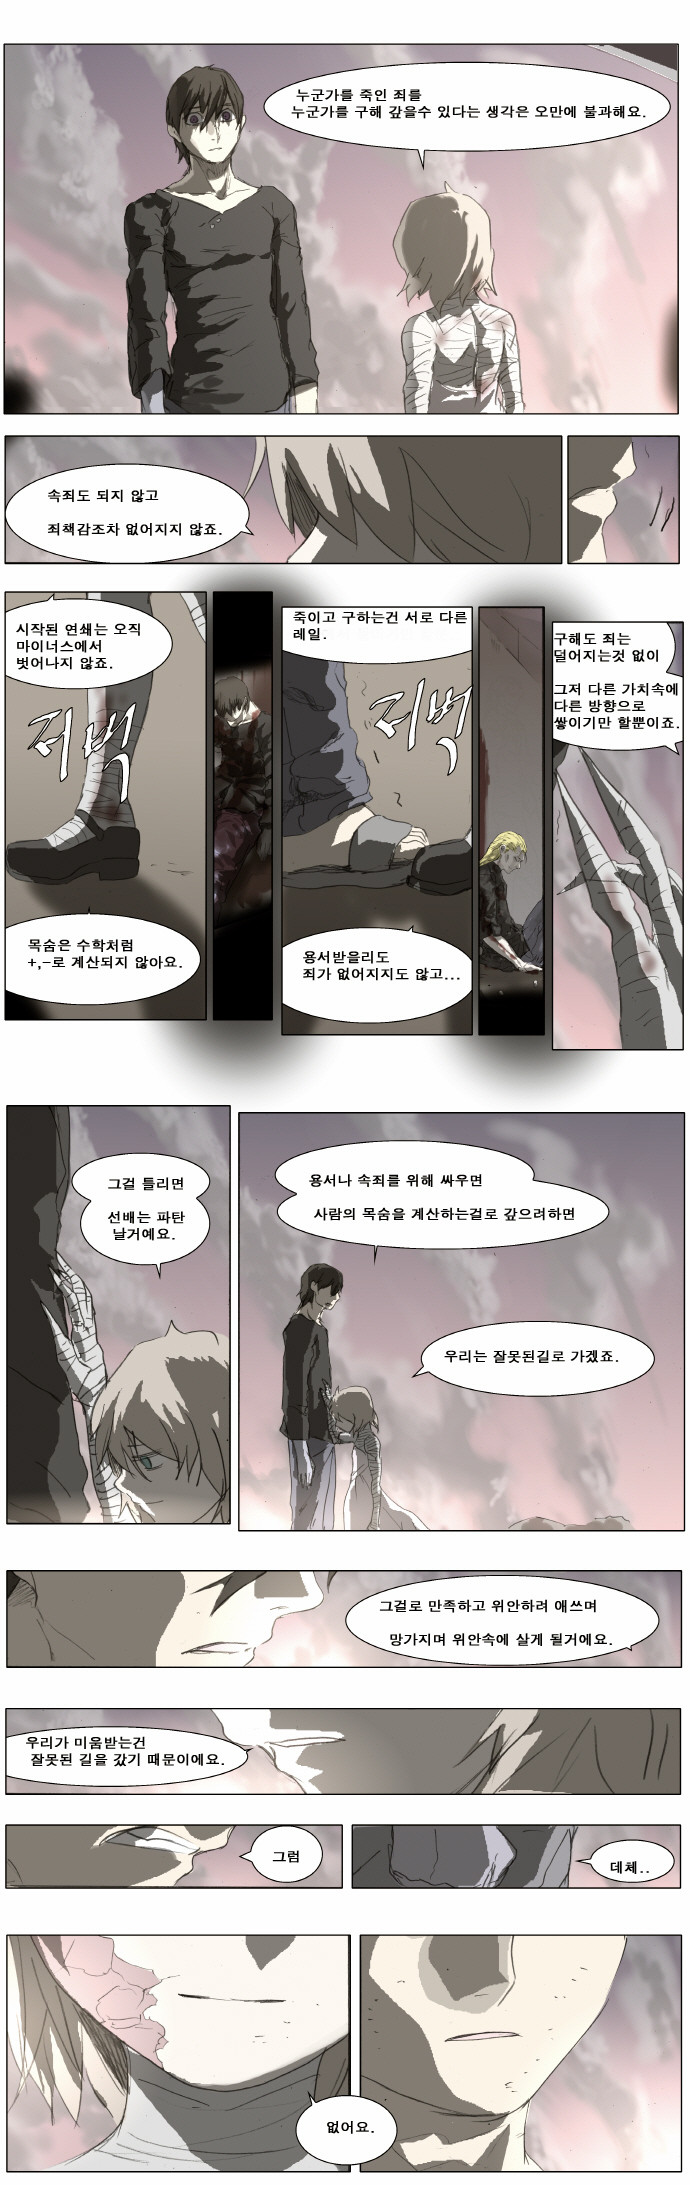 누군가를 죽인 죄를
누군가를 구해 갚을수 있다는 생각은 오만에 불과해요.
속죄도 되지 않고
죄책감조차 없어지지 않죠.
시작된 연쇄는 오직
마이너스에서
벗어나지 않죠.
저벅
목숨은 수학처럼
+,-로 계산되지 않아요.
죽이고 구하는건 서로 다른
레일.
저벅
용서받을리도
죄가 없어지지도 않고...
구해도 죄는
덜어지는것 없이
그저 다른 가치속에
다른 방향으로
쌓이기만 할뿐이죠.
그걸 틀리면
선배는 파탄
날거예요.
용서나 속죄를 위해 싸우면
사람의 목숨을 계산하는걸로 갚으려하면
우리는 잘못된길로 가겠죠.
그걸로 만족하고 위안하려 애쓰며
망가지며 위안속에 살게 될거에요.
우리가 미움받는건
잘못된 길을 갔기 때문이에요.
그럼
데체..
없어요.